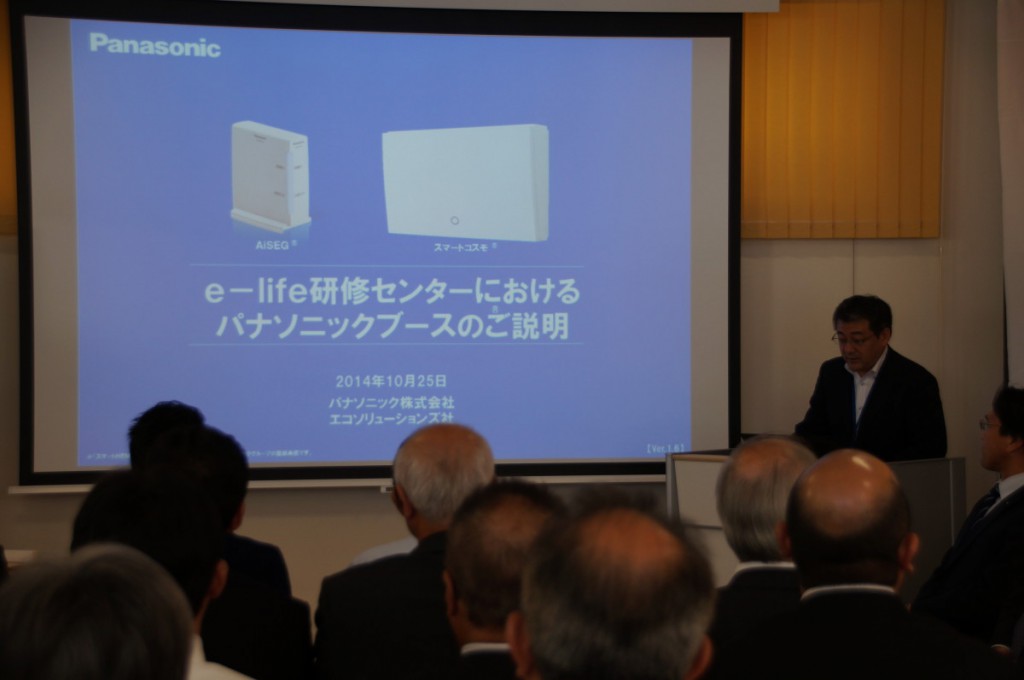 Panasonic
AiSEG ®
スマートコスモ ®
e－life研修センターにおける
パナソニックブースのご説明
2014年10月25日
パナソニック株式会社
エコソリューションズ社